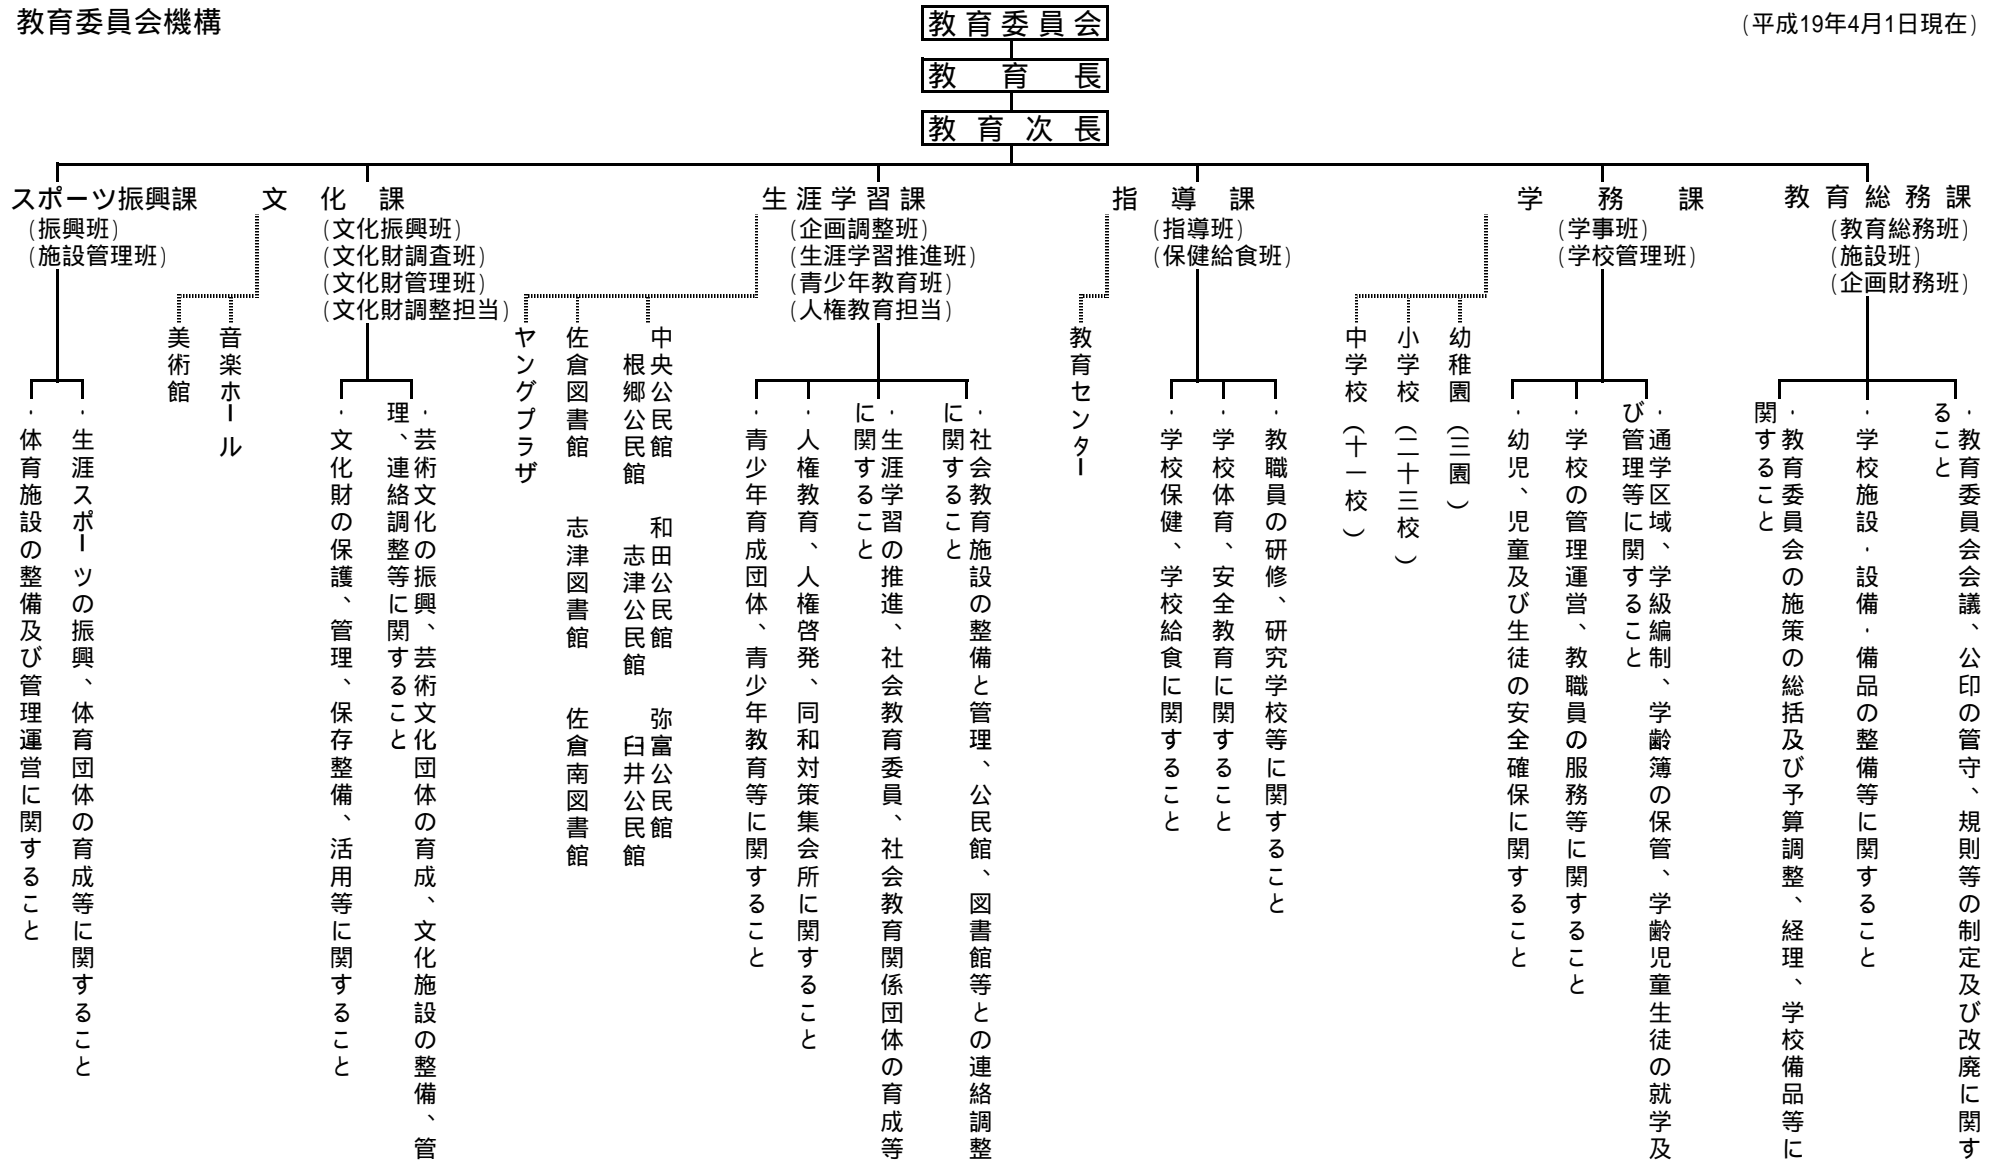 教育委員会機構
(平成19年4月1日現在)
教育委員会
教育長
教育次長
教育総務課
(教育総務班)
(施設班)
(企画財務班)
・教育委員会会議、公印の管守、規則等の制定及び改廃に関す
ること
・学校施設・設備・備品の整備等に関すること
・教育委員会の施策の総括及び予算調整、経理、学校備品等に
関すること
学務課
(学事班)
(学校管理班)
・通学区域、学級編制、学齢簿の保管、学齢児童生徒の就学及
び管理等に関すること
・学校の管理運営、教職員の服務等に関すること
・幼児、児童及び生徒の安全確保に関すること
幼稚園(三園)
小学校(二十三校)
中学校(十一校)
指導課
(指導班)
(保健給食班)
・教職員の研修、研究学校等に関すること
・学校体育、安全教育に関すること
・学校保健、学校給食に関すること
教育センター
生涯学習課
(企画調整班)
(生涯学習推進班)
(青少年教育班)
(人権教育担当)
・社会教育施設の整備と管理、公民館、図書館等との連絡調整
に関すること
・生涯学習の推進、社会教育委員、社会教育関係団体の育成等
に関すること
・人権教育、人権啓発、同和対策集会所に関すること
・青少年育成団体、青少年教育等に関すること
中央公民館 和田公民館 弥富公民館
根郷公民館 志津公民館 臼井公民館
佐倉図書館 志津図書館 佐倉南図書館
ヤングプラザ
文化課
(文化振興班)
(文化財調査班)
(文化財管理班)
(文化財調整担当)
・芸術文化の振興、芸術文化団体の育成、文化施設の整備、管
理、連絡調整等に関すること
・文化財の保護、管理、保存整備、活用等に関すること
音楽ホール
美術館
スポーツ振興課
(振興班)
(施設管理班)
・生涯スポーツの振興、体育団体の育成等に関すること
・体育施設の整備及び管理運営に関すること